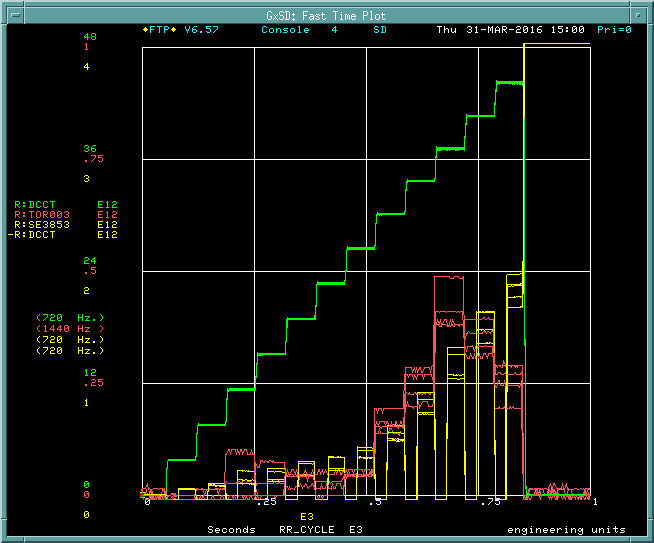 GxSD: Fast Time Plot
♦FTP♦ V6.57 Console 4 SD Thu 31-MAR-2016 15:00 Pri=0
48
1
4
36
.75
3
R:DCCT E12
R:TOR003 E12
R:SE3853 E12
-R:DCCT E12
24
.5
2
(720 Hz.)
(1440 Hz.)
(720 Hz.)
(720 Hz.)
12
.25
1
0
0
0
0 .25 .5 .75 1
E3
Seconds RR_CYCLE E3 engineering units